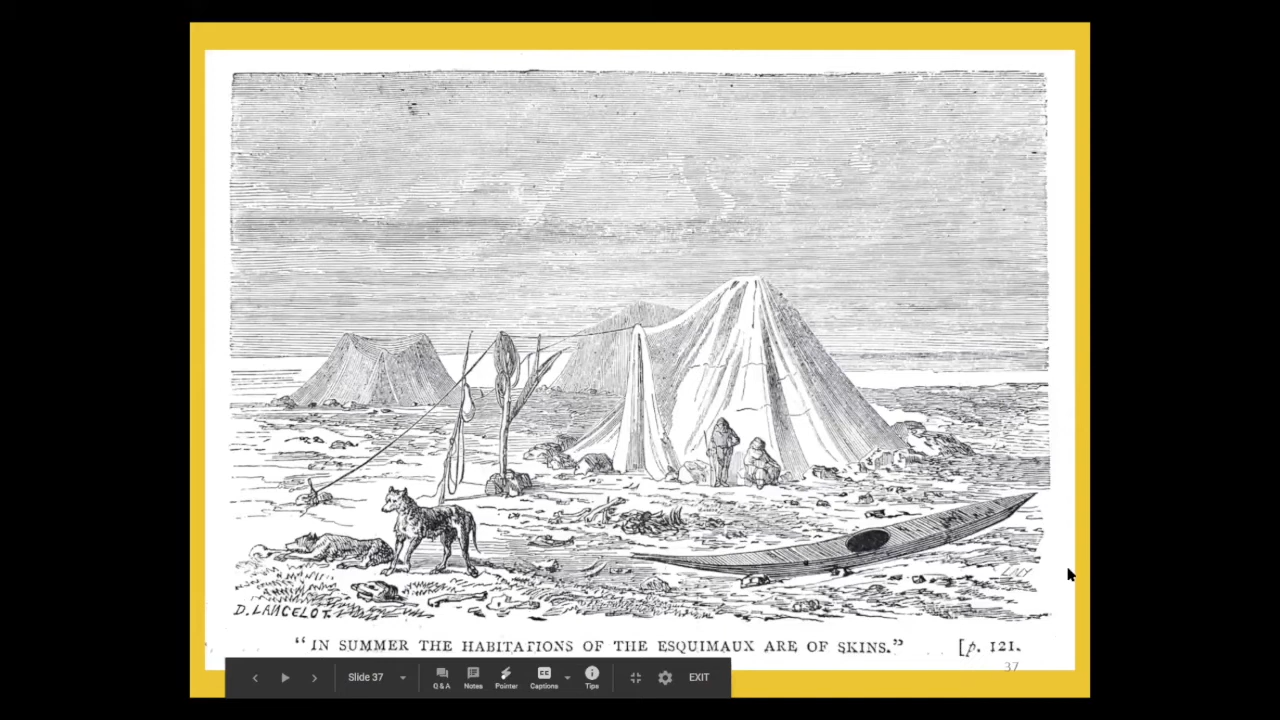 D. LANCELOT.
"IN SUMMER THE HABITATIONS OF THE ESQUIMAUX ARE OF SKINS." [p. 121.
37
Slide 37 Q & A Notes Pointer CC Captions Tips EXIT